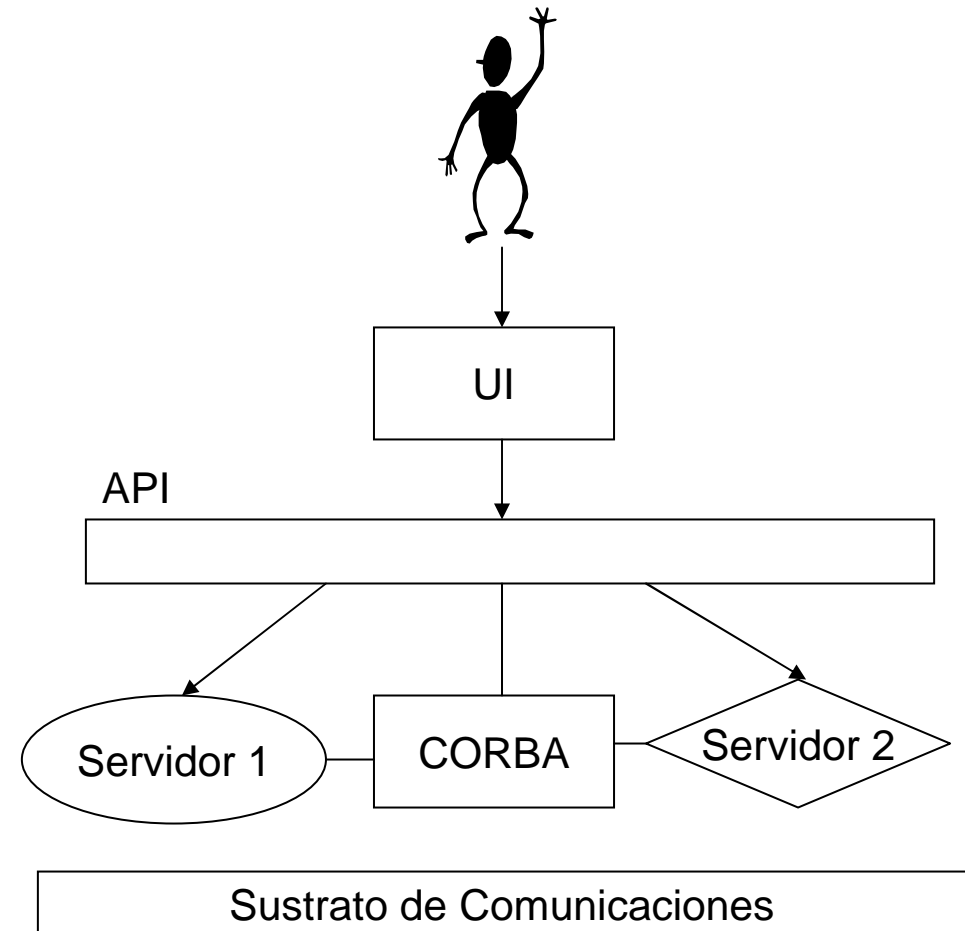 UI
API
Servidor 1
CORBA
Servidor 2
Sustrato de Comunicaciones